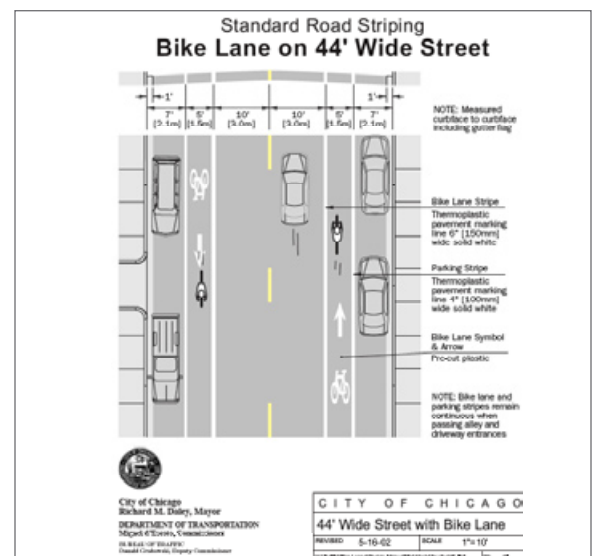 Standard Road Striping
Bike Lane on 44' Wide Street
1'
1'
7'
5'
10'
10'
5'
7'
[2.1m]
[1.5m]
[3.0m]
[3.0m]
[1.5m]
[2.1m]
NOTE: Measured
curbface to curbface
including gutter flag
Bike Lane Stripe
Thermoplastic
pavement marking
line 6" [150mm]
wide solid white
Parking Stripe
Thermoplastic
pavement marking
line 4" [100mm]
wide solid white
Bike Lane Symbol
& Arrow
Pre-cut plastic
NOTE: Bike lane and
parking stripes remain
continuous when
passing alley and
driveway entrances
City of Chicago
Richard M. Daley, Mayor
DEPARTMENT OF TRANSPORTATION
Miguel d'Escoto, Commissioner
BUREAU OF TRAFFIC
Deputy Commissioner
CITY OF CHICAGO
44' Wide Street with Bike Lane
REVISED 5-16-02 SCALE 1"=10'